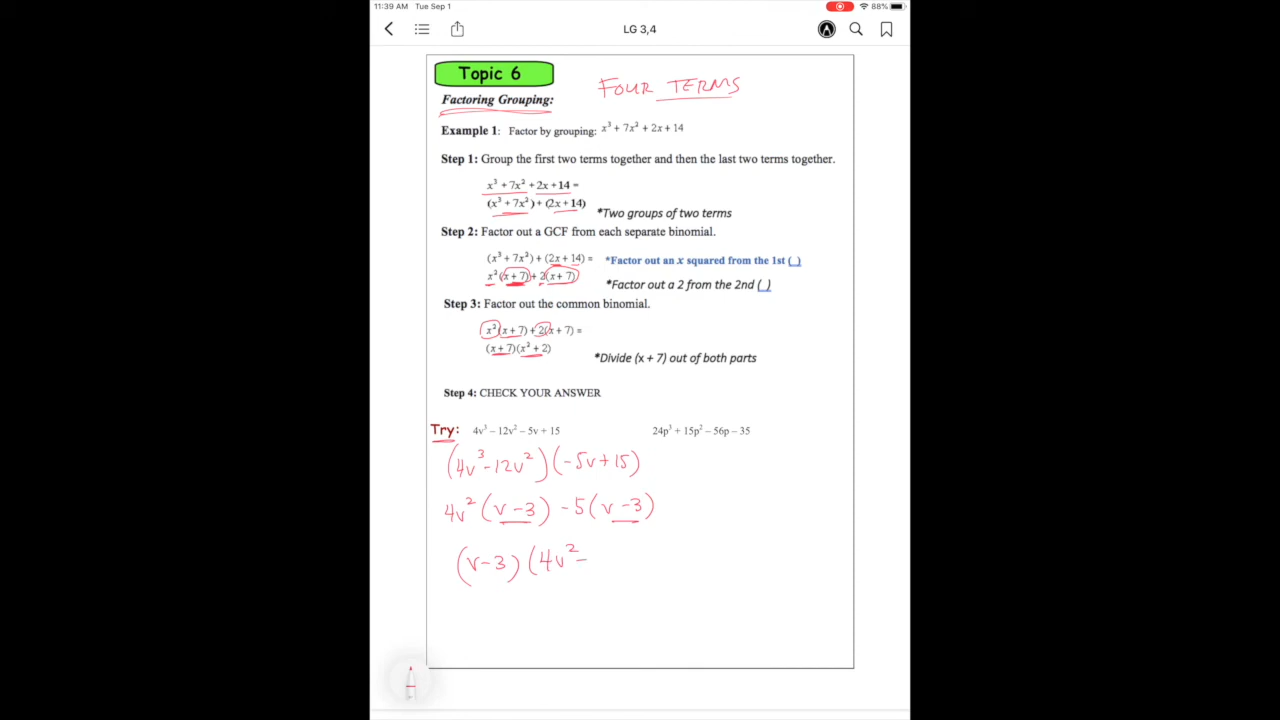 11:39 AM Tue Sep 1 88%
LG 3,4
Topic 6
FOUR TERMS
Factoring Grouping:
Example 1: Factor by grouping: x³ + 7x² + 2x + 14
Step 1: Group the first two terms together and then the last two terms together.
x³ + 7x² + 2x + 14 =
(x³ + 7x²) + (2x + 14)
*Two groups of two terms
Step 2: Factor out a GCF from each separate binomial.
(x³ + 7x²) + (2x + 14) = *Factor out an x squared from the 1st ( )
x² (x + 7) + 2(x + 7) *Factor out a 2 from the 2nd ( )
Step 3: Factor out the common binomial.
x² (x + 7) + 2(x + 7) =
(x + 7)(x² + 2)
*Divide (x + 7) out of both parts
Step 4: CHECK YOUR ANSWER
Try: 4v³ − 12v² − 5v + 15 24p³ + 15p² − 56p − 35
(4v³ - 12v²) (-5v + 15)
4v² (v - 3) - 5 (v - 3)
(v - 3) (4v² -